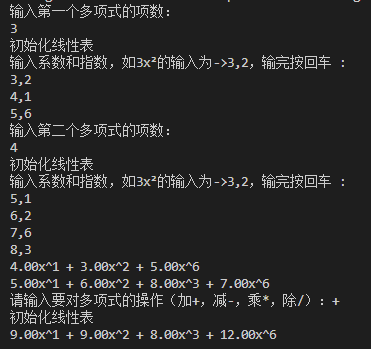 输入第一个多项式的项数:
3
初始化线性表
输入系数和指数，如3x²的输入为->3,2，输完按回车 :
3,2
4,1
5,6
输入第二个多项式的项数:
4
初始化线性表
输入系数和指数，如3x²的输入为->3,2，输完按回车 :
5,1
6,2
7,6
8,3
4.00x^1 + 3.00x^2 + 5.00x^6
5.00x^1 + 6.00x^2 + 8.00x^3 + 7.00x^6
请输入要对多项式的操作（加+，减-，乘*，除/）: +
初始化线性表
9.00x^1 + 9.00x^2 + 8.00x^3 + 12.00x^6